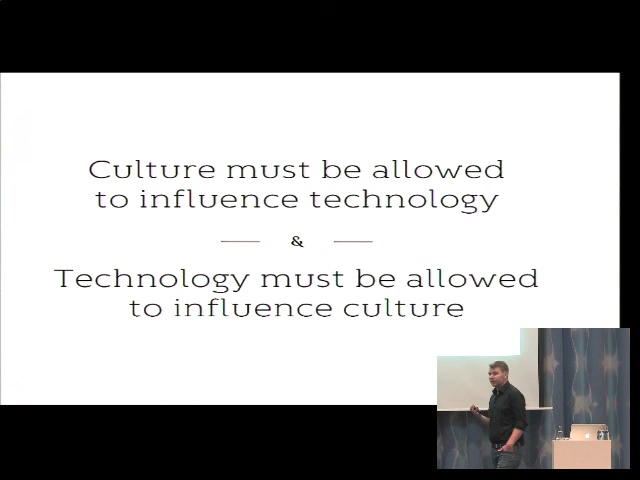 Culture must be allowed
to influence technology
&
Technology must be allowed
to influence culture